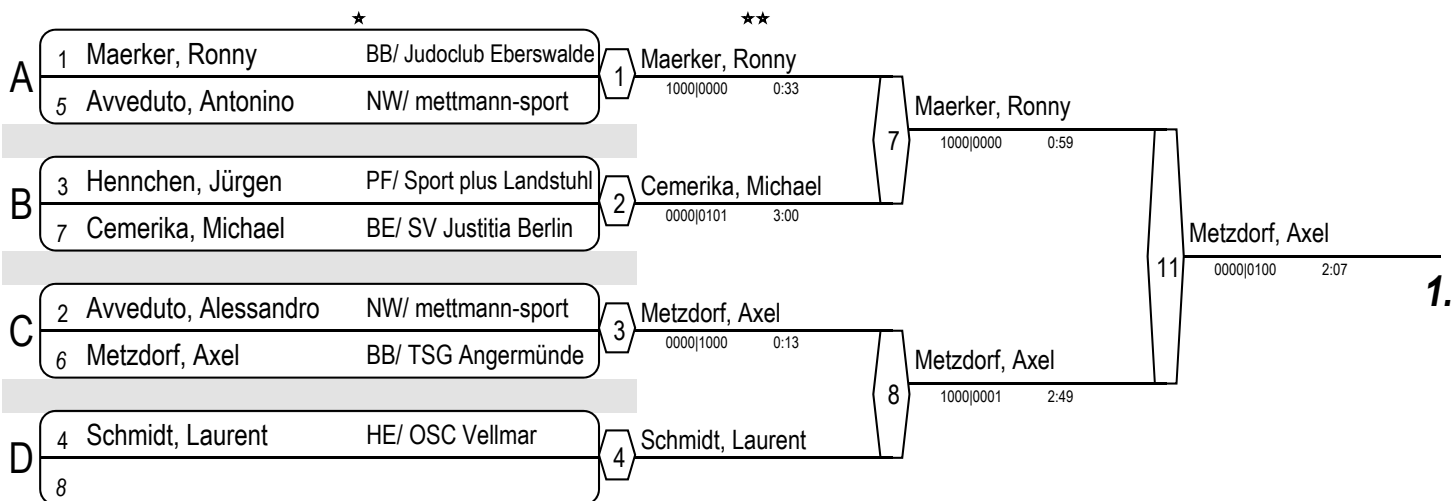 ★ ★★
A 1 Maerker, Ronny BB/ Judoclub Eberswalde
5 Avveduto, Antonino NW/ mettmann-sport
1 Maerker, Ronny
1000|0000 0:33
B 3 Hennchen, Jürgen PF/ Sport plus Landstuhl
7 Cemerika, Michael BE/ SV Justitia Berlin
2 Cemerika, Michael
0000|0101 3:00
C 2 Avveduto, Alessandro NW/ mettmann-sport
6 Metzdorf, Axel BB/ TSG Angermünde
3 Metzdorf, Axel
0000|1000 0:13
D 4 Schmidt, Laurent HE/ OSC Vellmar
8
4 Schmidt, Laurent
7 Maerker, Ronny
1000|0000 0:59
8 Metzdorf, Axel
1000|0001 2:49
11 Metzdorf, Axel
0000|0100 2:07
1.